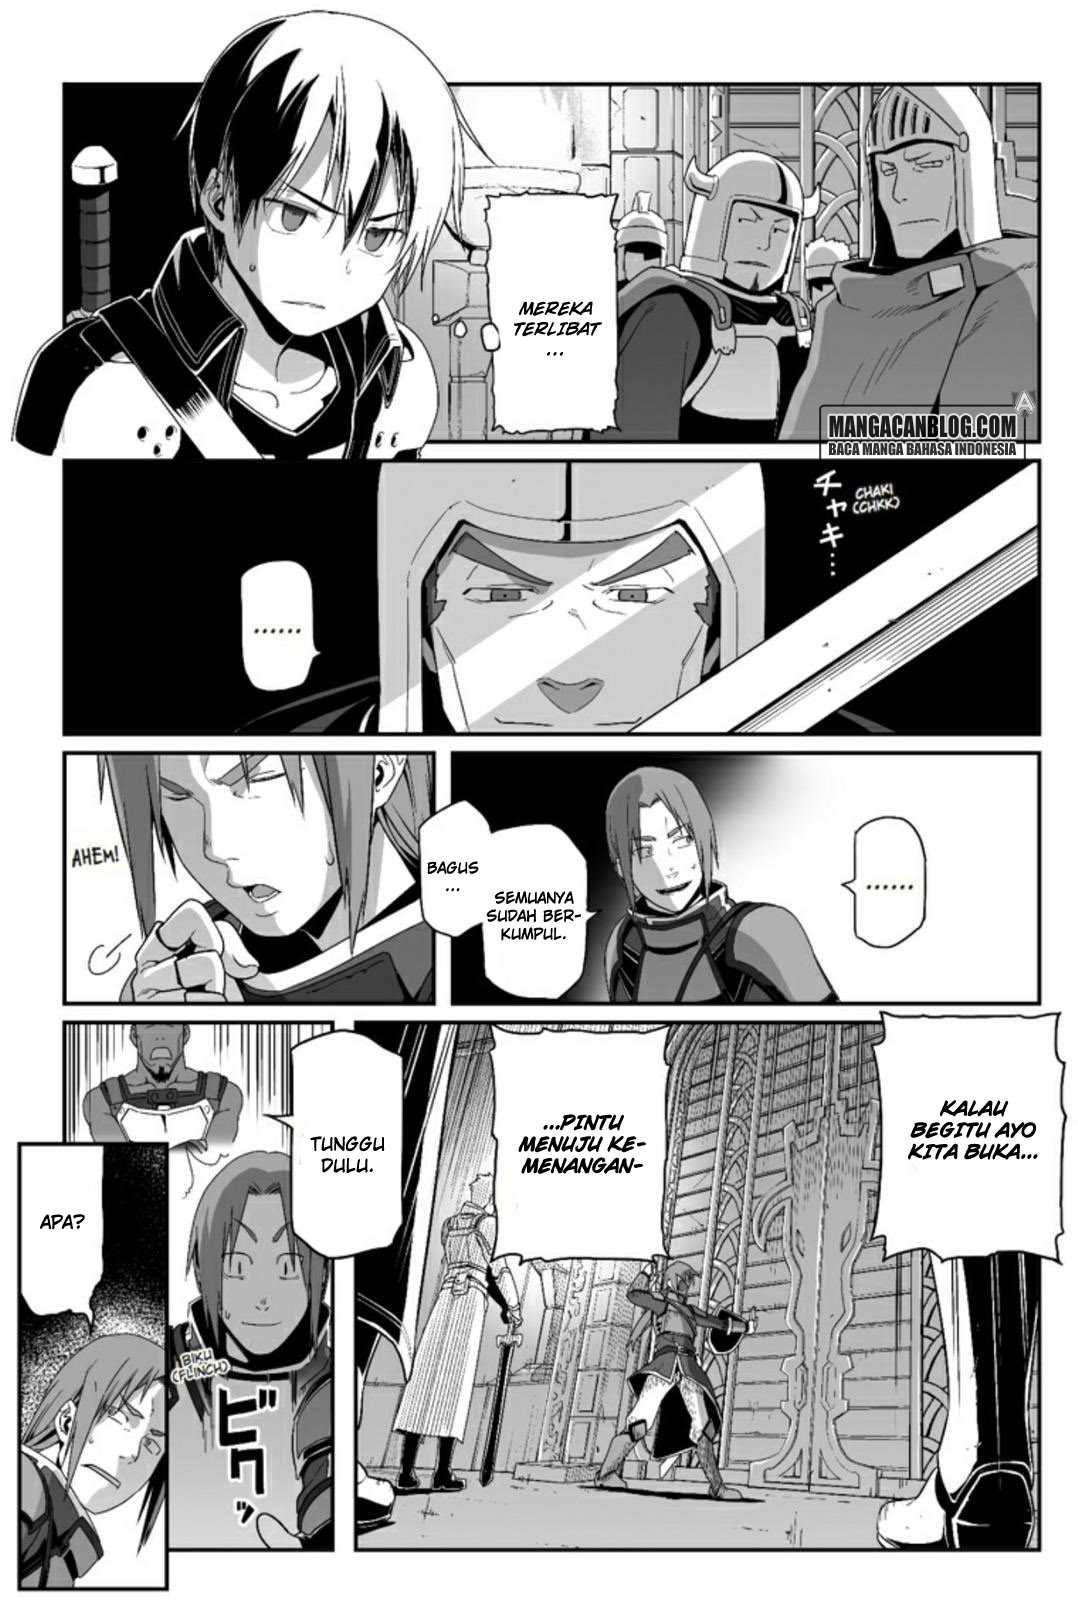 MEREKA
TERLIBAT
...
MANGACANBLOG.COM
BACA MANGA BAHASA INDONESIA
チャキ...
CHAKI
(CHKK)
......
......
SEMUANYA
SUDAH BER-
KUMPUL.
BAGUS
...
AHEM!
KALAU
BEGITU AYO
KITA BUKA...
...PINTU
MENUJU KE-
MENANGAN-
TUNGGU
DULU.
BIKU
(FLINCH)
ビクッ
APA?